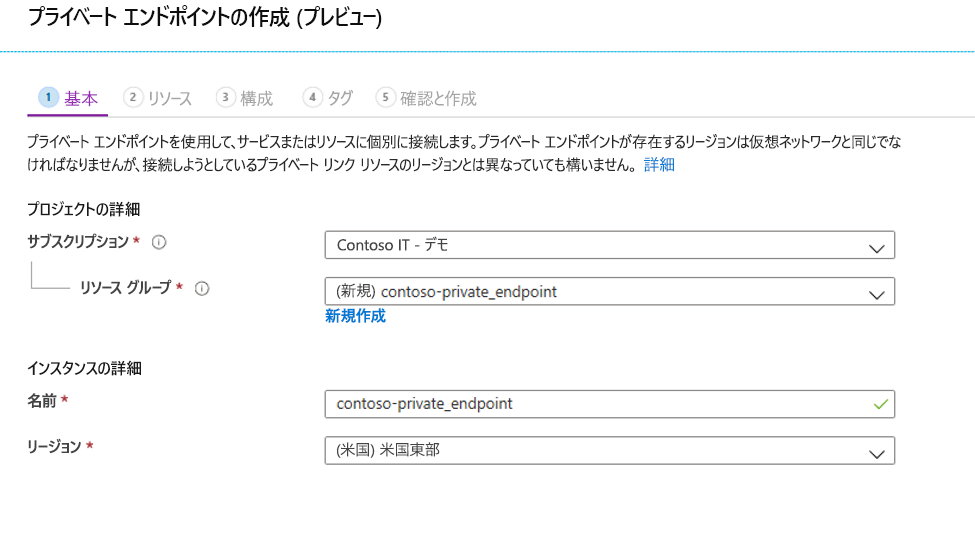 プライベート エンドポイントの作成 (プレビュー)
1 基本 2 リソース 3 構成 4 タグ 5 確認と作成
プライベート エンドポイントを使用して、サービスまたはリソースに個別に接続します。プライベート エンドポイントが存在するリージョンは仮想ネットワークと同じでな
ければなりませんが、接続しようとしているプライベート リンク リソースのリージョンとは異なっていても構いません。 詳細
プロジェクトの詳細
サブスクリプション * Contoso IT - デモ
リソース グループ * (新規) contoso-private_endpoint
新規作成
インスタンスの詳細
名前 * contoso-private_endpoint
リージョン * (米国) 米国東部